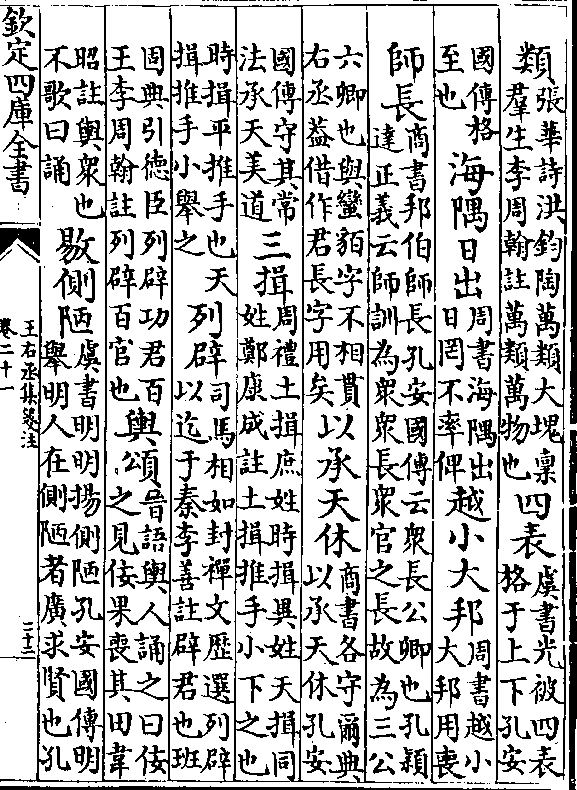 類張華詩洪鈞陶萬類大塊稟羣生李周翰註萬類萬物也四表虞書光被四表格于上下孔安
國傳格至也海隅日出周書海隅出日罔不率俾越小大邦周書越小大邦用喪
師長商書邦伯師長孔安國傳云衆長公卿也孔穎達正義云師訓為衆衆長衆官之長故為三公
六卿也與蠻貊字不相貫右丞葢借作君長字用矣以承天休商書各守爾典以承天休孔安
國傳守其常法承天美道三揖周禮土揖庶姓時揖異姓天揖同姓鄭康成註土揖推手小下之也
時揖平推手也天揖推手小舉之列辟司馬相如封禪文歷選列辟以迄于秦李善註辟君也班
固典引德臣列辟功君百王李周翰註列辟百官也輿頌晉語輿人誦之曰佞之見佞果喪其田韋
昭註輿衆也不歌曰誦敭側陋虞書明明揚側陋孔安國傳明舉明人在側陋者廣求賢也孔
欽定四庫全書
王右丞集箋注
卷二十一